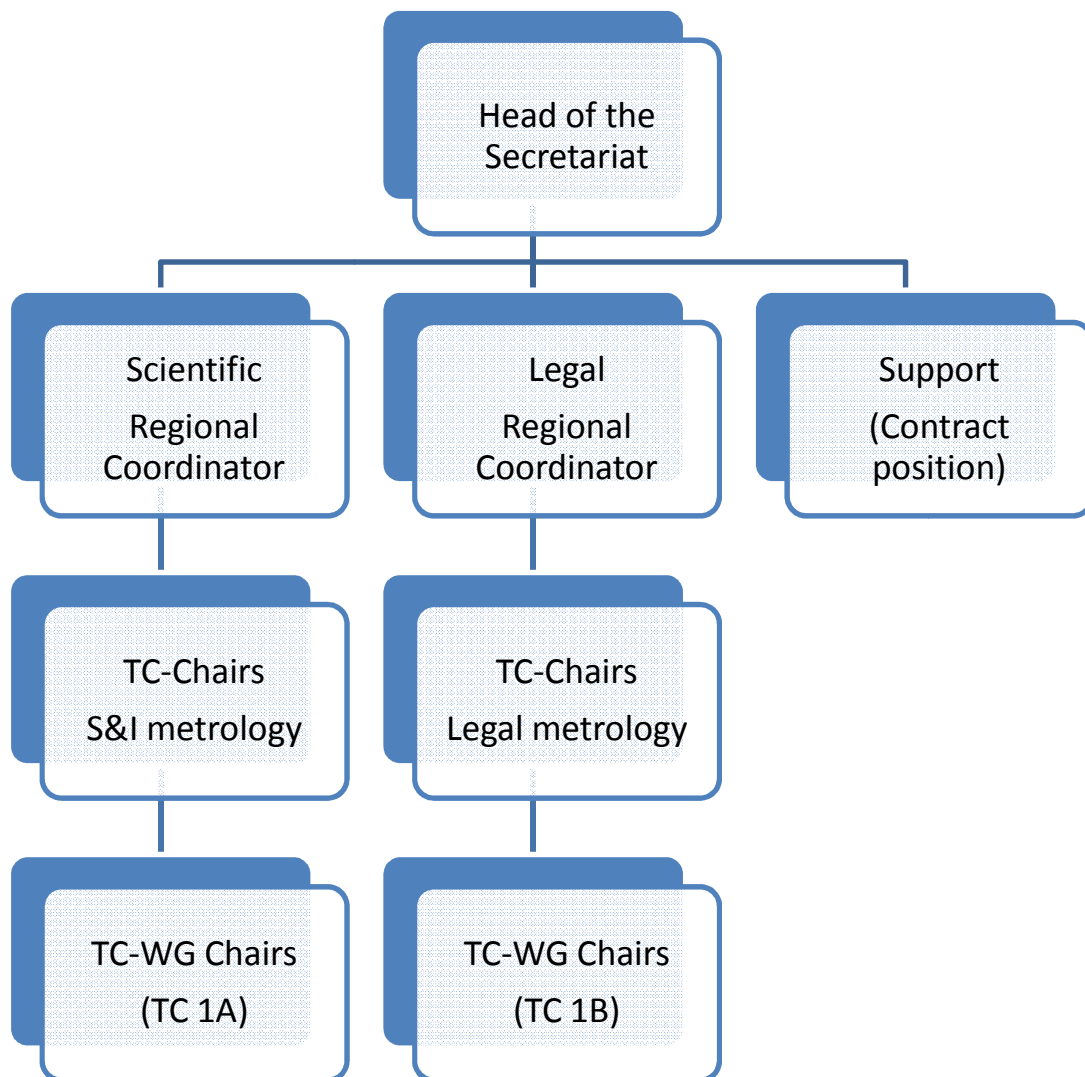 Head of the
Secretariat
Scientific
Regional
Coordinator
Legal
Regional
Coordinator
Support
(Contract
position)
TC-Chairs
S&I metrology
TC-Chairs
Legal metrology
TC-WG Chairs
(TC 1A)
TC-WG Chairs
(TC 1B)